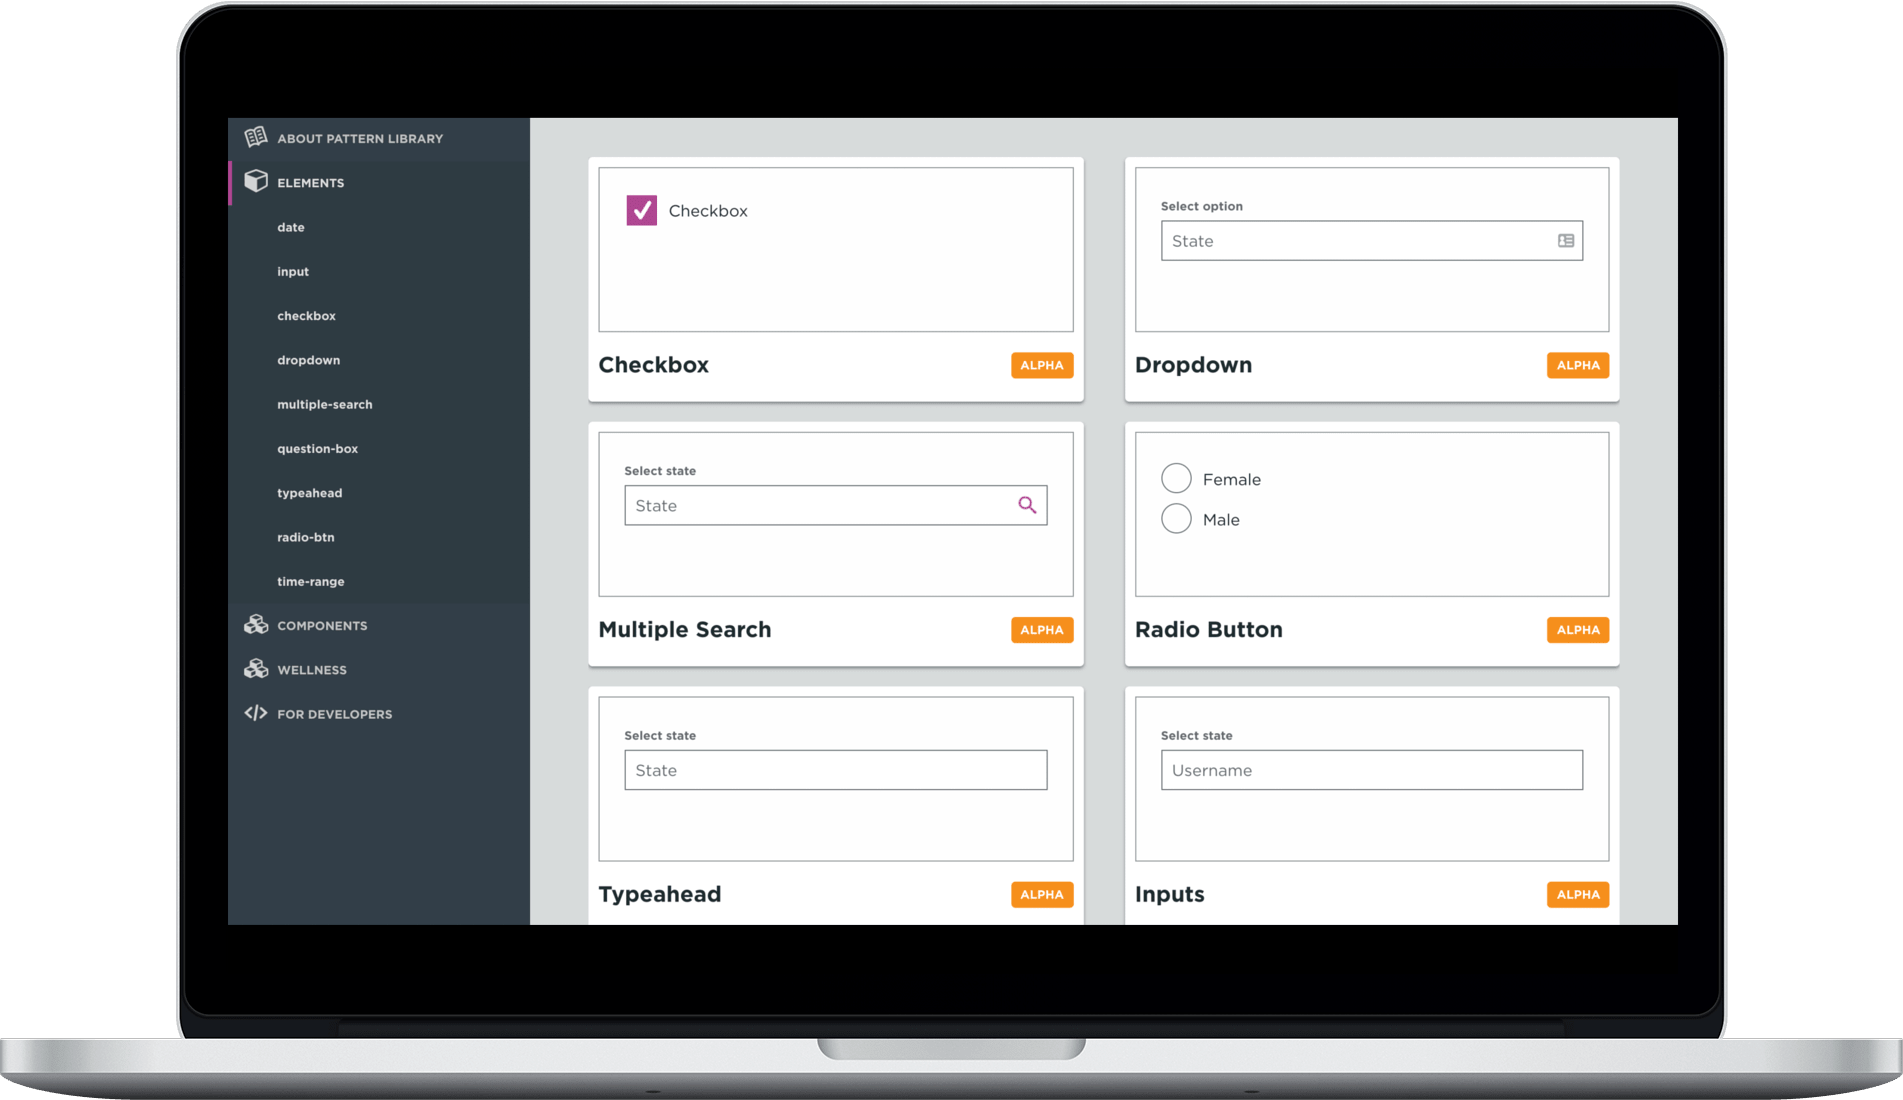 ABOUT PATTERN LIBRARY
ELEMENTS
date
input
checkbox
dropdown
multiple-search
question-box
typeahead
radio-btn
time-range
COMPONENTS
WELLNESS
FOR DEVELOPERS
Checkbox
Checkbox
ALPHA
Select option
State
Dropdown
ALPHA
Select state
State
Multiple Search
ALPHA
Female
Male
Radio Button
ALPHA
Select state
State
Typeahead
ALPHA
Select state
Username
Inputs
ALPHA